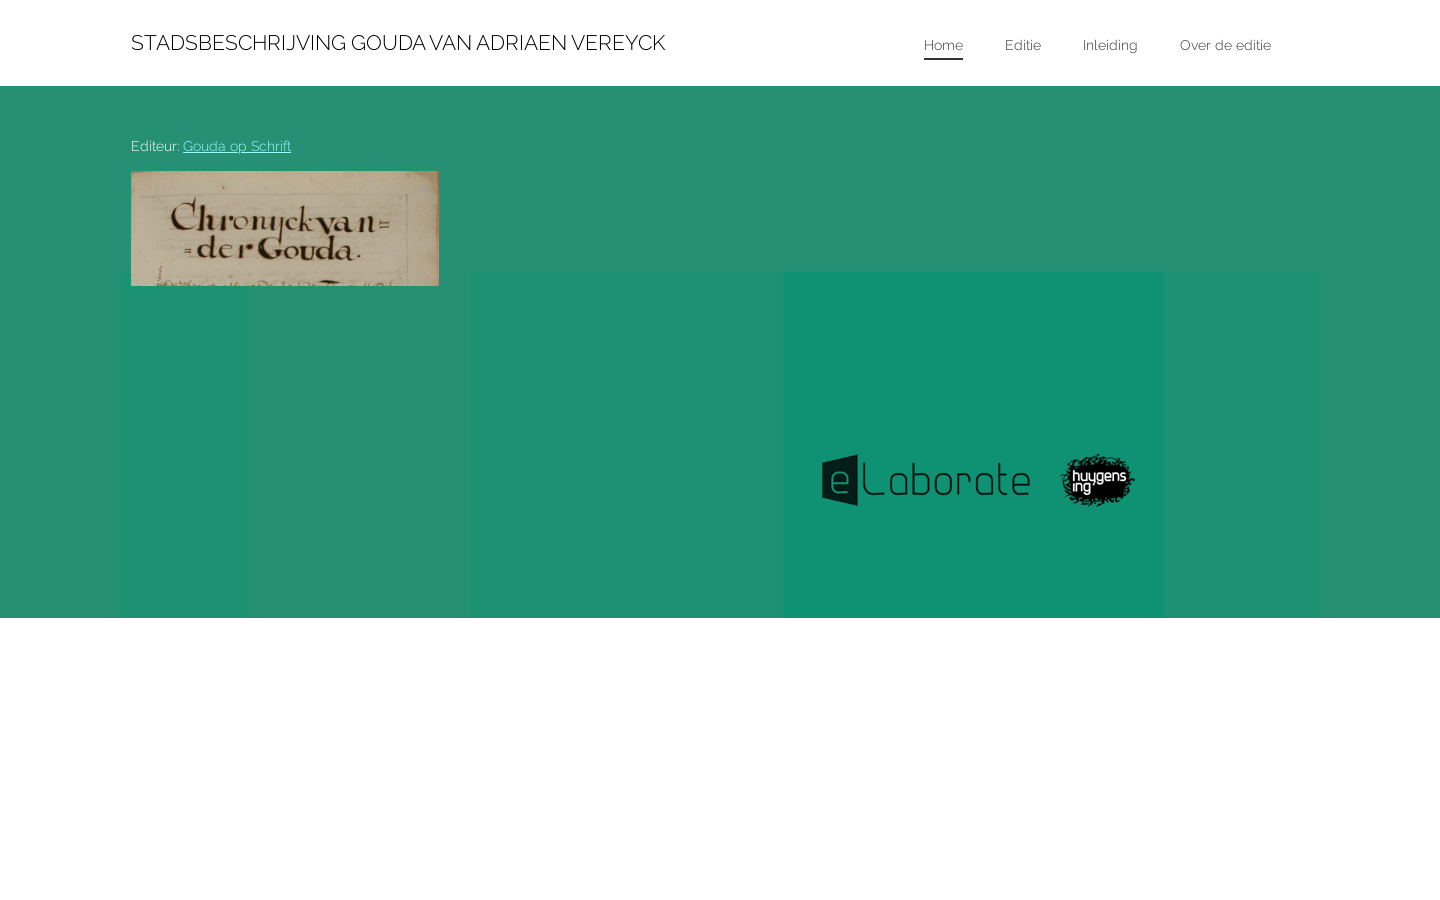 STADSBESCHRIJVING GOUDA VAN ADRIAEN VEREYCK
Home Editie Inleiding Over de editie
Editeur: Gouda op Schrift
Chronyck van=
=der Gouda.
eLaborate
huygens
ing